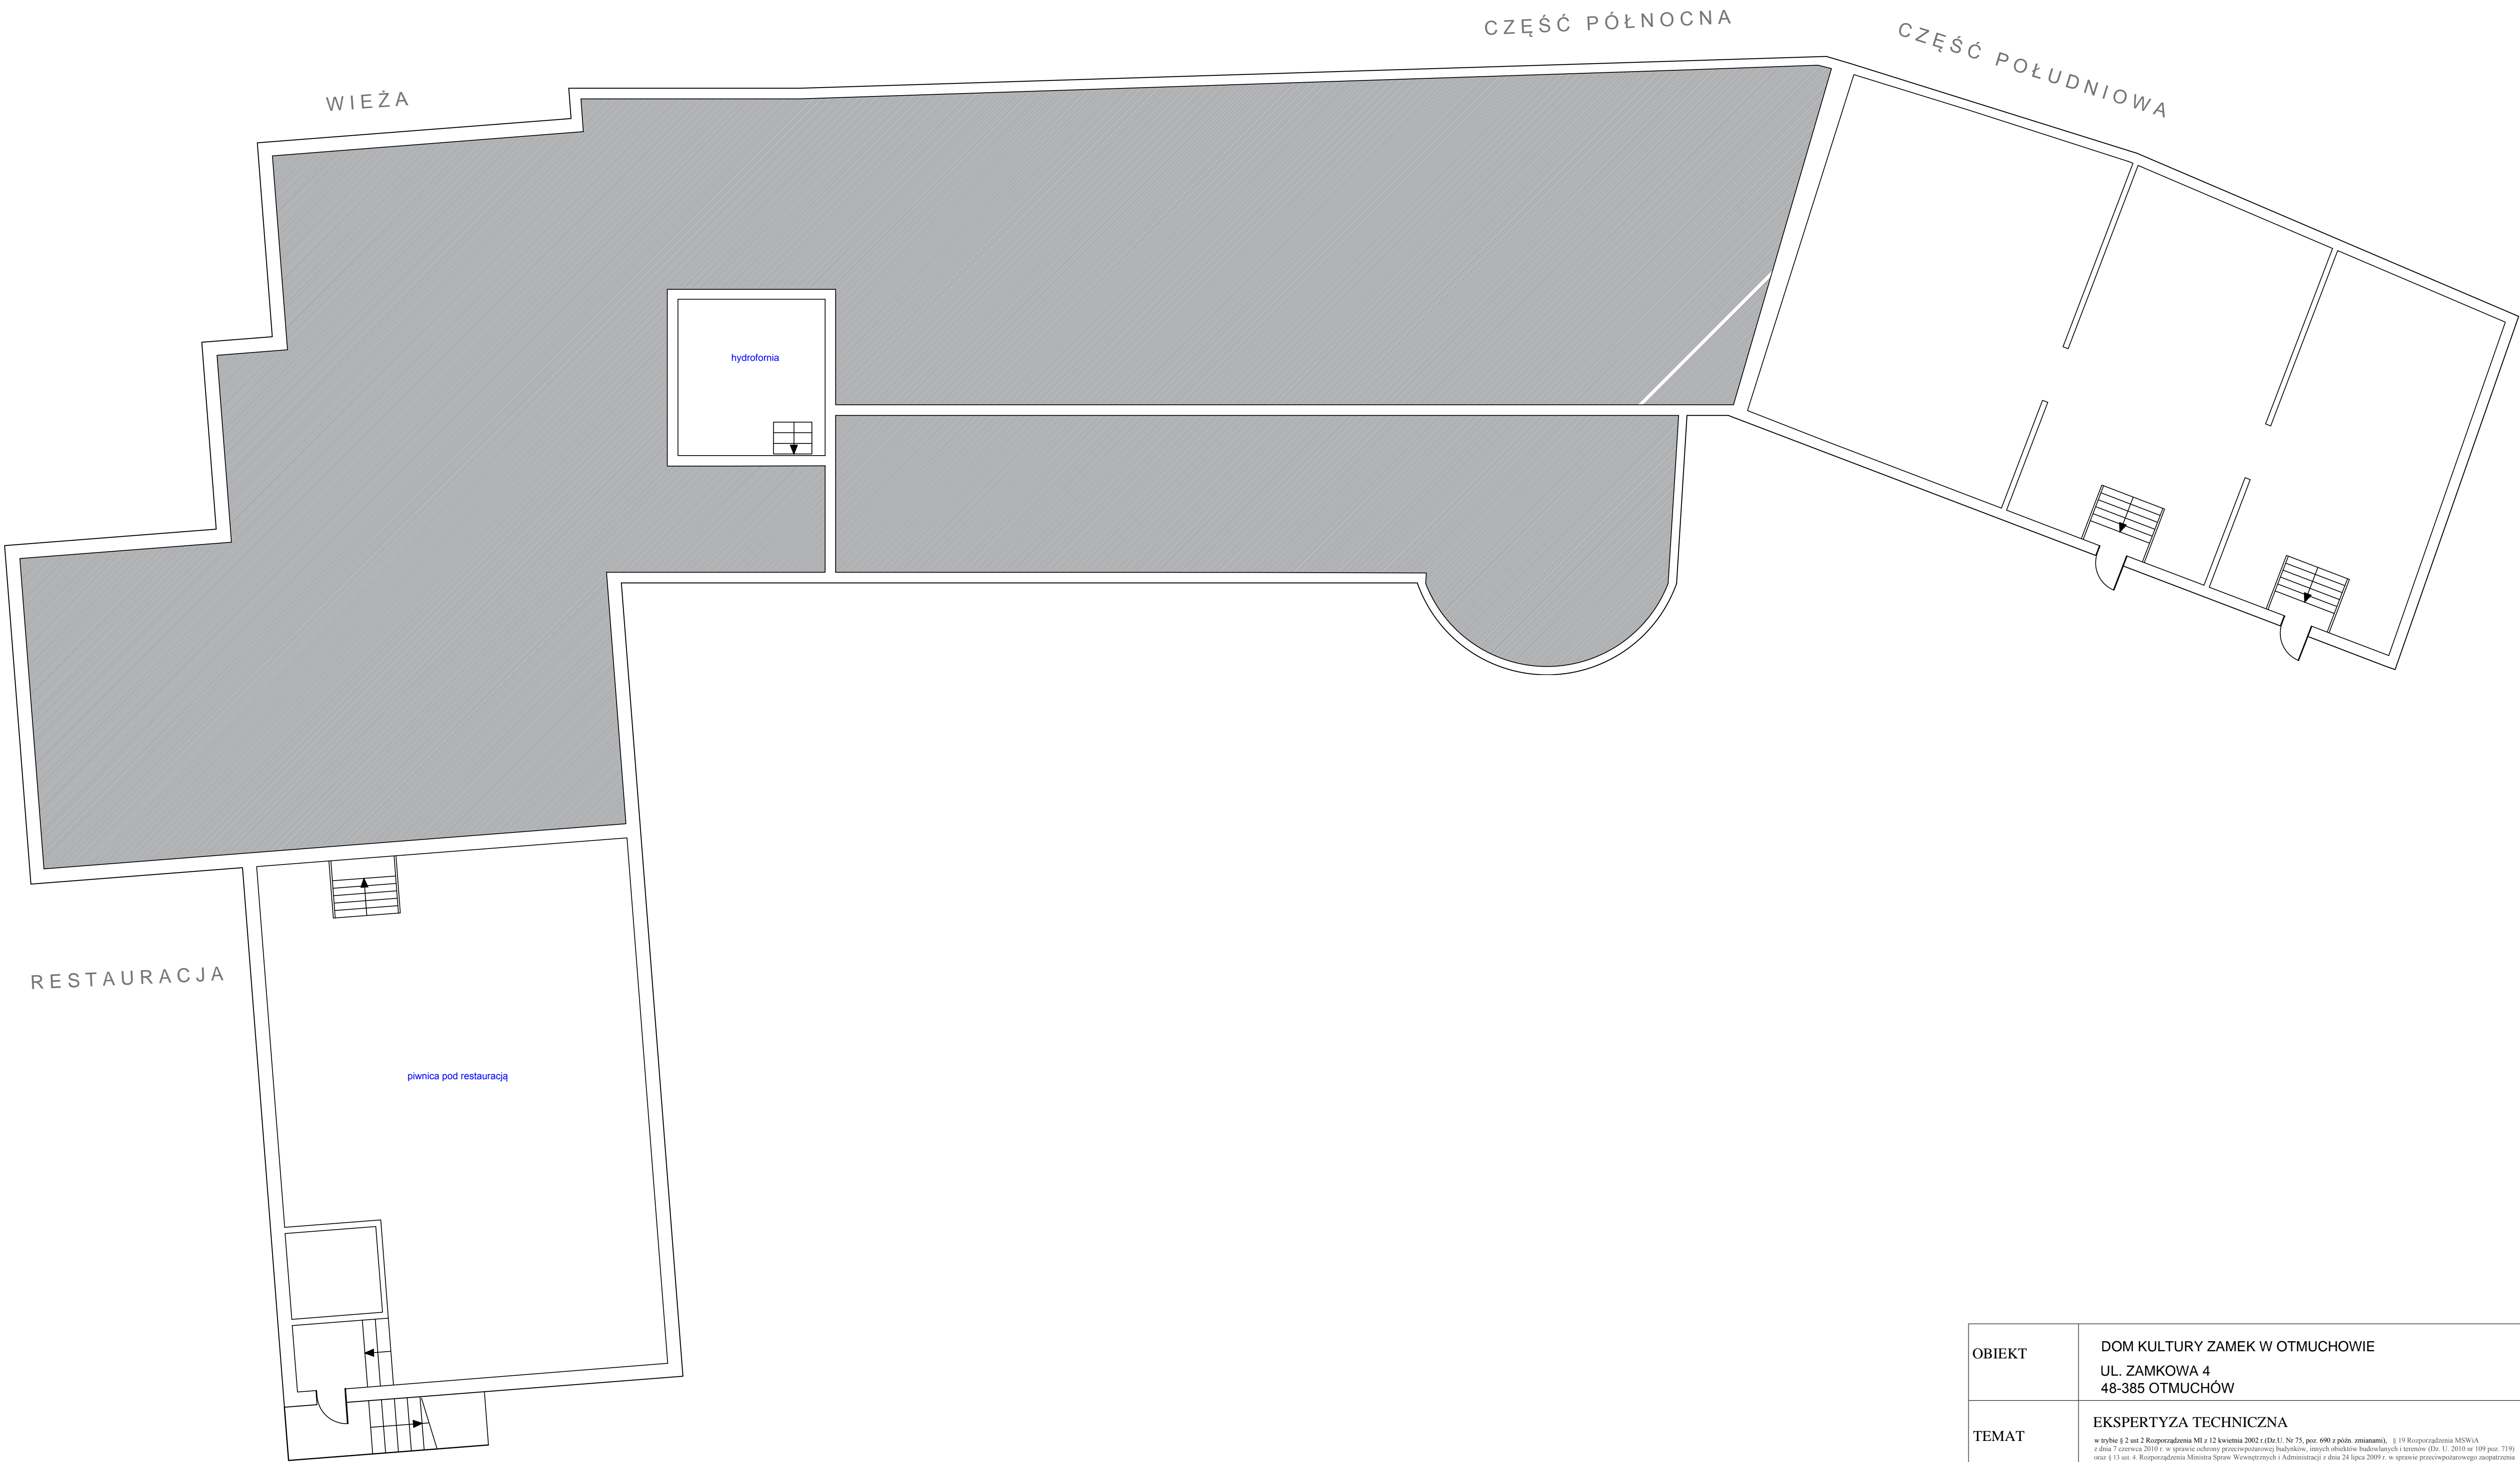 CZĘŚĆ PÓŁNOCNA
CZĘŚĆ POŁUDNIOWA
WIEŻA
hydrofornia
RESTAURACJA
piwnica pod restauracją
OBIEKT
DOM KULTURY ZAMEK W OTMUCHOWIE
UL. ZAMKOWA 4
48-385 OTMUCHÓW
TEMAT
EKSPERTYZA TECHNICZNA
w trybie § 2 ust 2 Rozporządzenia MI z 12 kwietnia 2002 r.(Dz.U. Nr 75, poz. 690 z późn. zmianami), § 19 Rozporządzenia MSWiA
z dnia 7 czerwca 2010 r. w sprawie ochrony przeciwpożarowej budynków, innych obiektów budowlanych i terenów (Dz. U. 2010 nr 109 poz. 719)
oraz § 13 ust. 4. Rozporządzenia Ministra Spraw Wewnętrznych i Administracji z dnia 24 lipca 2009 r. w sprawie przeciwpożarowego zaopatrzenia